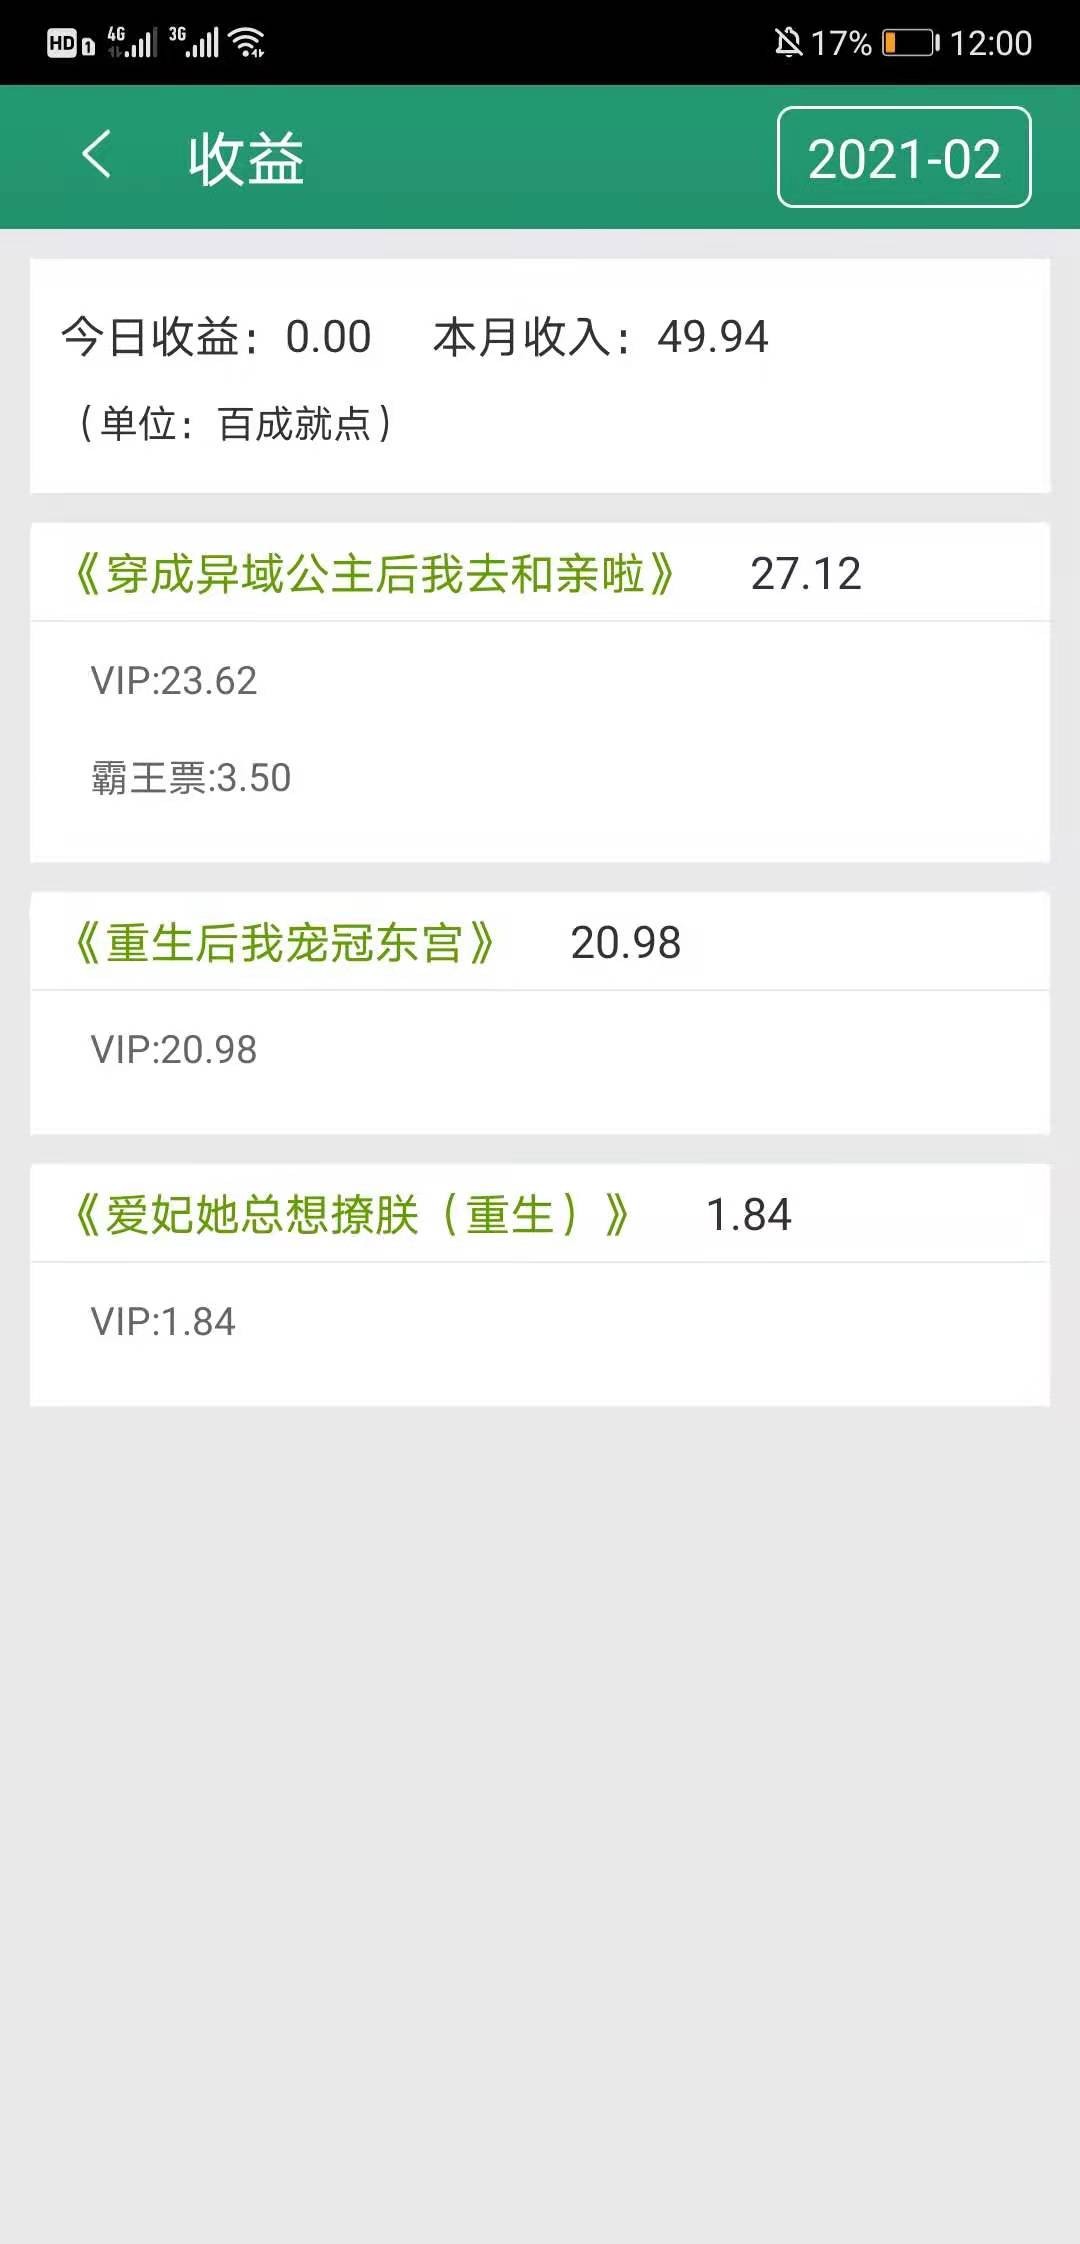 HD 1 4G 3G 17% 12:00
收益 2021-02
今日收益：0.00 本月收入：49.94
（单位：百成就点）
《穿成异域公主后我去和亲啦》 27.12
VIP:23.62
霸王票:3.50
《重生后我宠冠东宫》 20.98
VIP:20.98
《爱妃她总想撩朕（重生）》 1.84
VIP:1.84